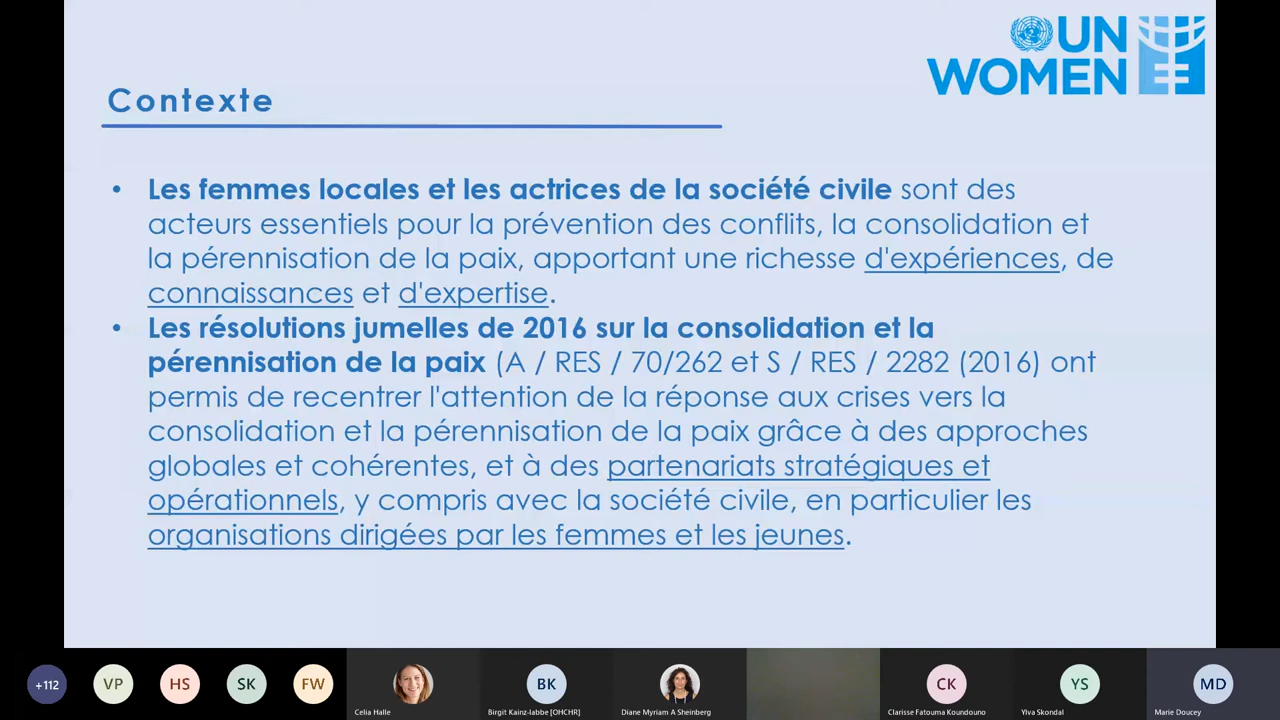 UN
WOMEN
Contexte
• Les femmes locales et les actrices de la société civile sont des
acteurs essentiels pour la prévention des conflits, la consolidation et
la pérennisation de la paix, apportant une richesse d'expériences, de
connaissances et d'expertise.
• Les résolutions jumelles de 2016 sur la consolidation et la
pérennisation de la paix (A / RES / 70/262 et S / RES / 2282 (2016) ont
permis de recentrer l'attention de la réponse aux crises vers la
consolidation et la pérennisation de la paix grâce à des approches
globales et cohérentes, et à des partenariats stratégiques et
opérationnels, y compris avec la société civile, en particulier les
organisations dirigées par les femmes et les jeunes.
+112
VP
HS
SK
FW
Celia Halle
BK
Birgit Kainz-labbe [OHCHR]
Diane Myriam A Sheinberg
CK
Clarisse Fatouma Koundouno
YS
Ylva Skondal
MD
Marie Doucey